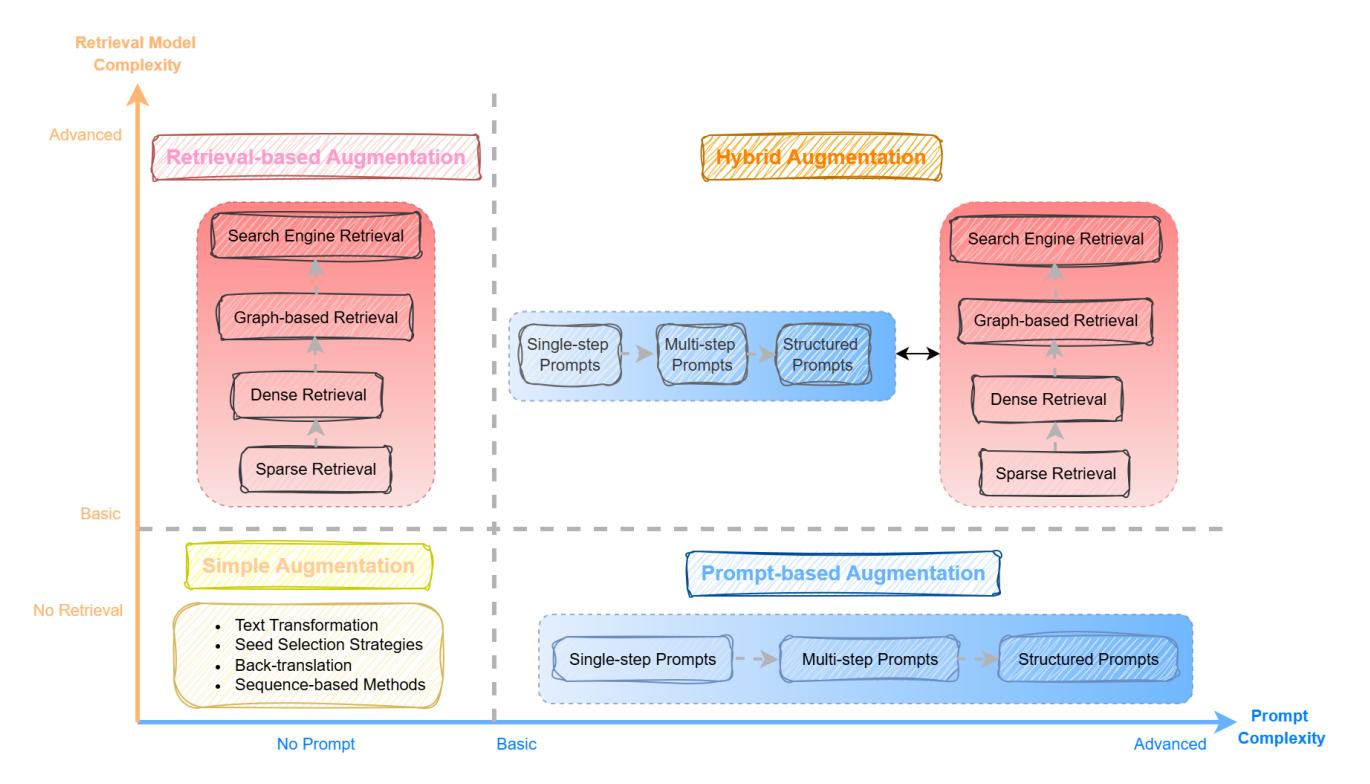 Retrieval Model
Complexity
Advanced
Retrieval-based Augmentation
Hybrid Augmentation
Search Engine Retrieval
Graph-based Retrieval
Dense Retrieval
Sparse Retrieval
Single-step
Prompts
Multi-step
Prompts
Structured
Prompts
Search Engine Retrieval
Graph-based Retrieval
Dense Retrieval
Sparse Retrieval
Basic
Simple Augmentation
Prompt-based Augmentation
No Retrieval
• Text Transformation
• Seed Selection Strategies
• Back-translation
• Sequence-based Methods
Single-step Prompts
Multi-step Prompts
Structured Prompts
No Prompt
Basic
Advanced
Prompt
Complexity